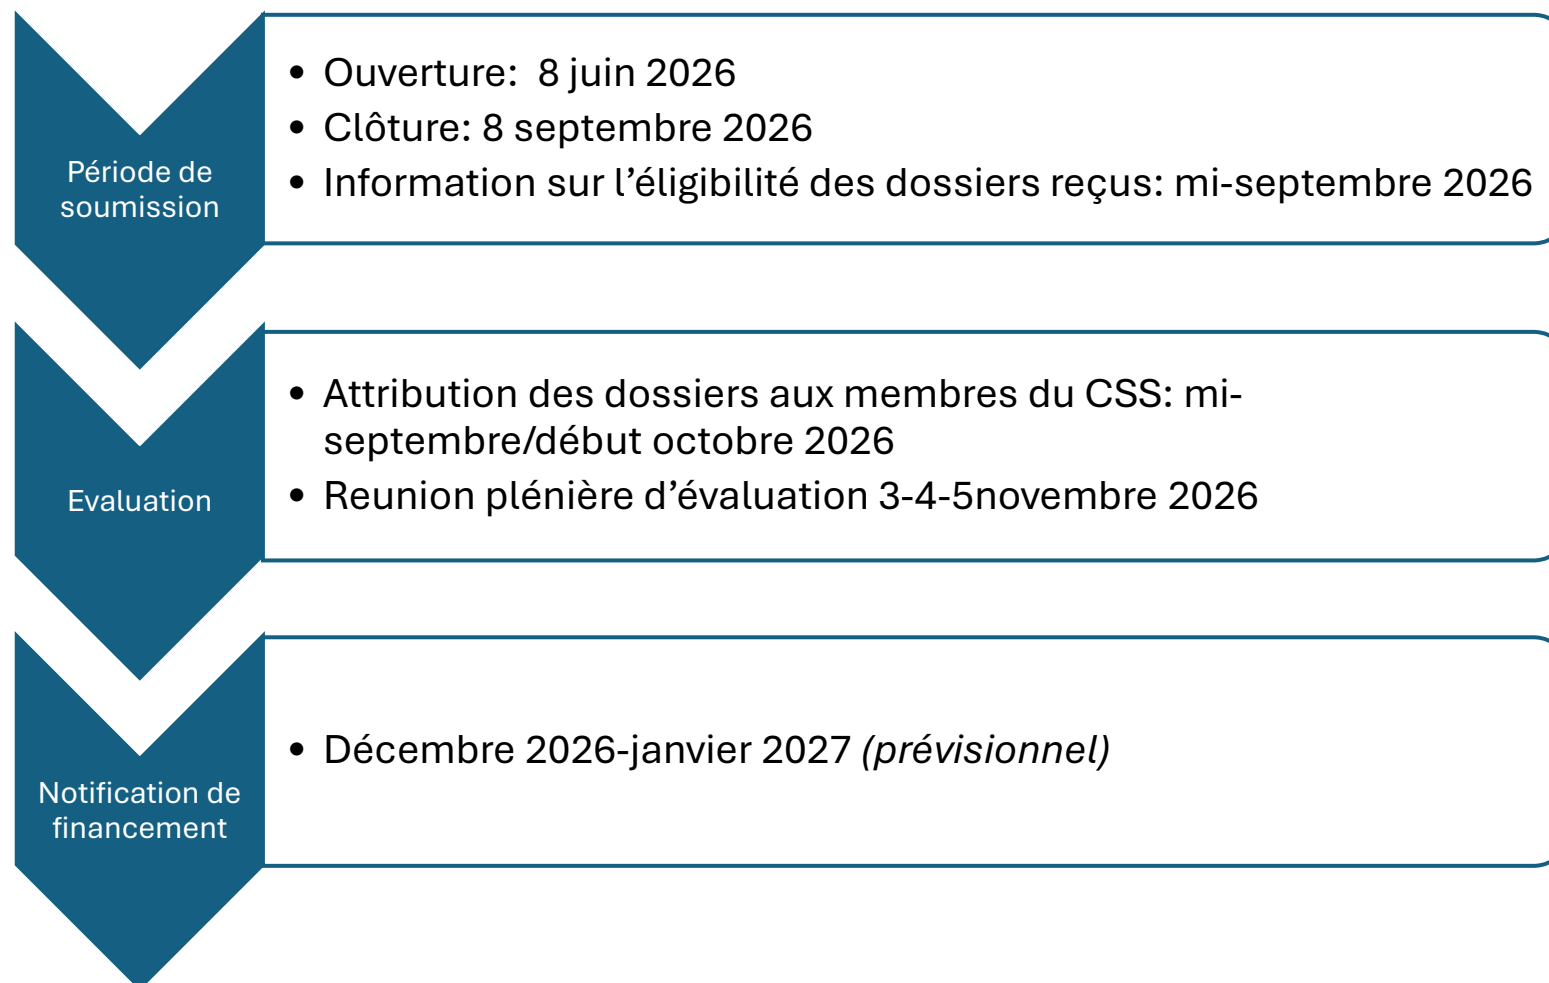 Période de
soumission
• Ouverture:  8 juin 2026
• Clôture: 8 septembre 2026
• Information sur l’éligibilité des dossiers reçus: mi-septembre 2026
Evaluation
• Attribution des dossiers aux membres du CSS: mi-
septembre/début octobre 2026
• Reunion plénière d’évaluation 3-4-5novembre 2026
Notification de
financement
• Décembre 2026-janvier 2027 (prévisionnel)